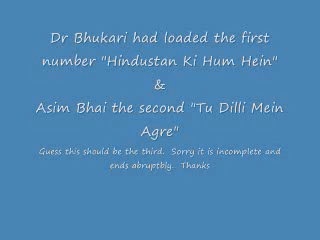 Dr Bhukari had loaded the first
number "Hindustan Ki Hum Hein"
&
Asim Bhai the second "Tu Dilli Mein
Agre"
Guess this should be the third.  Sorry it is incomplete and
ends abruptbly.  Thanks